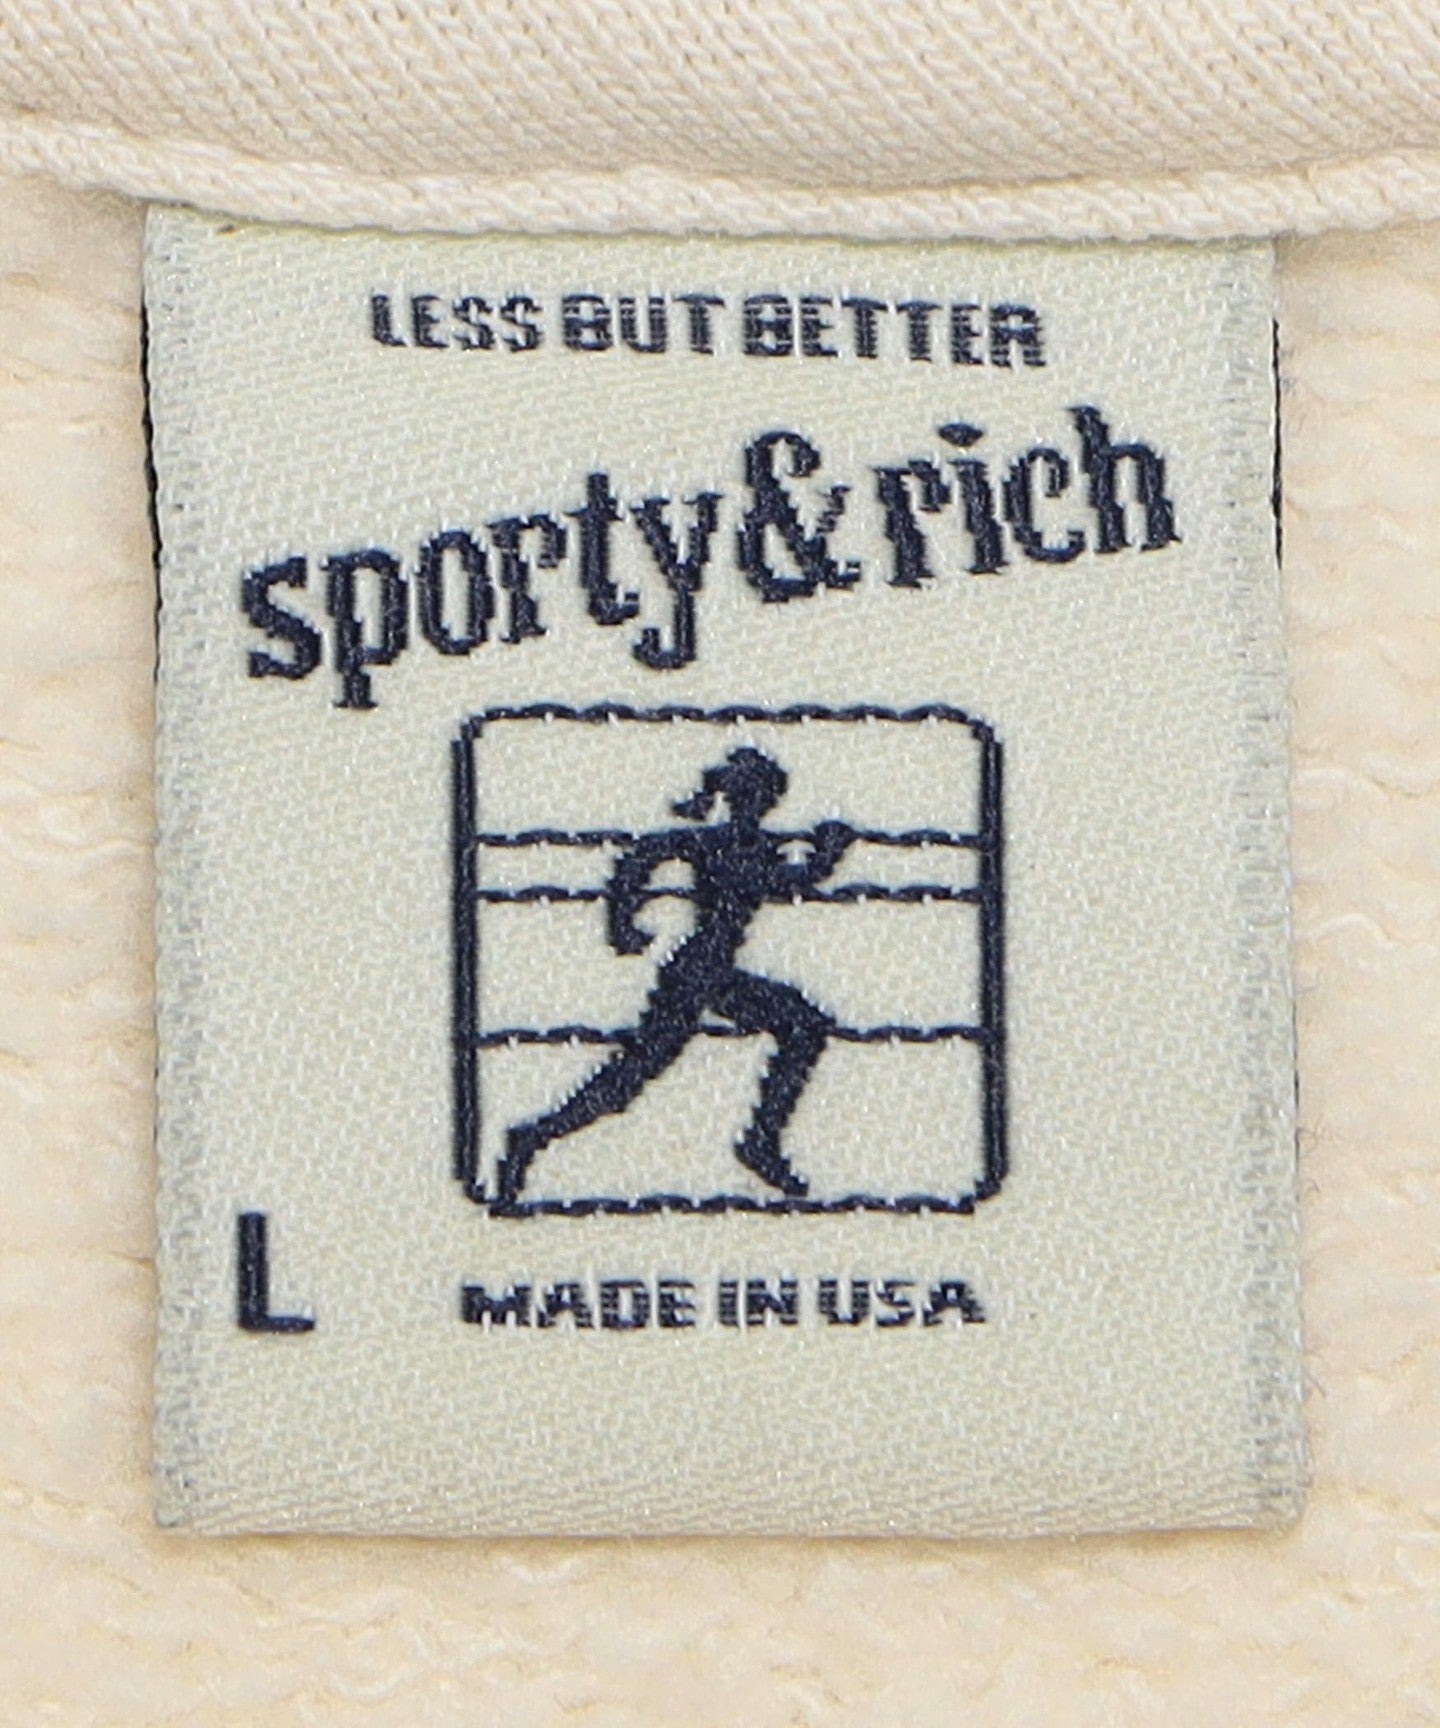 LESS BUT BETTER
sporty & rich
L
MADE IN USA